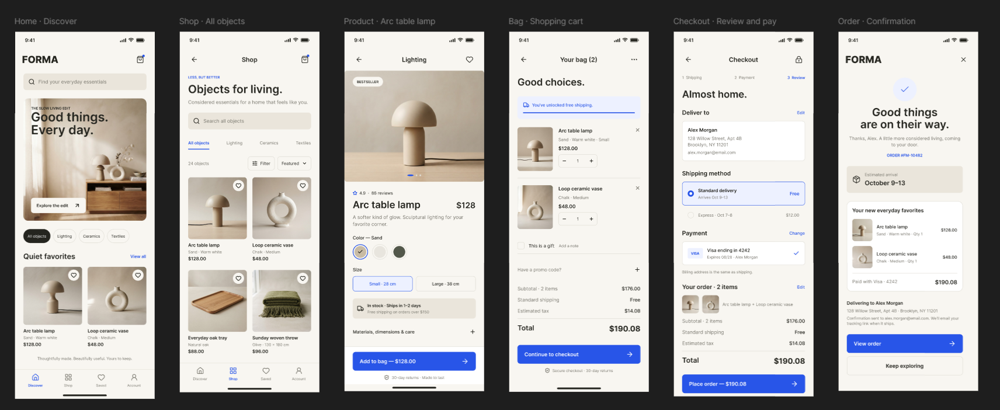 Home · Discover
9:41
FORMA
Find your everyday essentials
THE SLOW LIVING EDIT
Good things.
Every day.
Explore the edit
All objects
Lighting
Ceramics
Textiles
Quiet favorites
View all
Arc table lamp
Sand · Warm white
$128.00
Loop ceramic vase
Chalk · Medium
$48.00
Thoughtfully made. Beautifully useful. Yours to keep.
Discover
Shop
Saved
Account
Shop · All objects
9:41
Shop
LESS, BUT BETTER
Objects for living.
Considered essentials for a home that feels like you.
Search all objects
All objects
Lighting
Ceramics
Textiles
24 objects
Filter
Featured
Arc table lamp
Sand · Warm white
$128.00
Loop ceramic vase
Chalk · Medium
$48.00
Everyday oak tray
Natural oak
$88.00
Sunday woven throw
Olive · 130 × 180 cm
$96.00
Discover
Shop
Saved
Account
Product · Arc table lamp
9:41
Lighting
BESTSELLER
4.9 · 86 reviews
Arc table lamp
$128
A softer kind of glow. Sculptural lighting for your
favorite corner.
Color — Sand
Size
Small · 28 cm
Large · 38 cm
In stock · Ships in 1–2 days
Free shipping on orders over $150
Materials, dimensions & care
Add to bag — $128.00
30-day returns · Made to last
Bag · Shopping cart
9:41
Your bag (2)
Good choices.
You've unlocked free shipping.
Arc table lamp
Sand · Warm white · Small
$128.00
1
Loop ceramic vase
Chalk · Medium
$48.00
1
This is a gift
Add a note
Have a promo code?
Subtotal · 2 items
$176.00
Standard shipping
Free
Estimated tax
$14.08
Total
$190.08
Continue to checkout
Secure checkout · 30-day returns
Checkout · Review and pay
9:41
Checkout
1 Shipping
2 Payment
3 Review
Almost home.
Deliver to
Edit
Alex Morgan
128 Willow Street, Apt 4B
Brooklyn, NY 11201
alex.morgan@email.com
Shipping method
Standard delivery
Arrives Oct 9–13
Free
Express · Oct 7–8
$12.00
Payment
Change
VISA
Visa ending in 4242
Expires 08/28 · Alex Morgan
Billing address is the same as shipping.
Your order · 2 items
Edit
Arc table lamp + Loop ceramic vase
Subtotal · 2 items
$176.00
Standard shipping
Free
Estimated tax
$14.08
Total
$190.08
Place order — $190.08
Order · Confirmation
9:41
FORMA
Good things
are on their way.
Thanks, Alex. A little more considered living, coming
to your door.
ORDER #FM-10482
Estimated arrival
October 9–13
Your new everyday favorites
Arc table lamp
Sand · Warm white · Qty 1
$128.00
Loop ceramic vase
Chalk · Medium · Qty 1
$48.00
Paid with Visa · 4242
$190.08
Delivering to Alex Morgan
128 Willow Street, Apt 4B · Brooklyn, NY 11201
Confirmation sent to alex.morgan@email.com. We'll email your
tracking link when it ships.
View order
Keep exploring